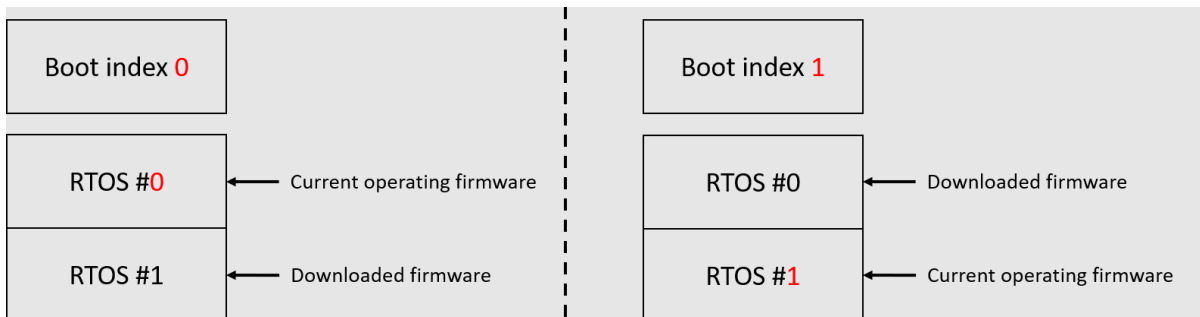 Boot index 0
RTOS #0
Current operating firmware
RTOS #1
Downloaded firmware
Boot index 1
RTOS #0
Downloaded firmware
RTOS #1
Current operating firmware